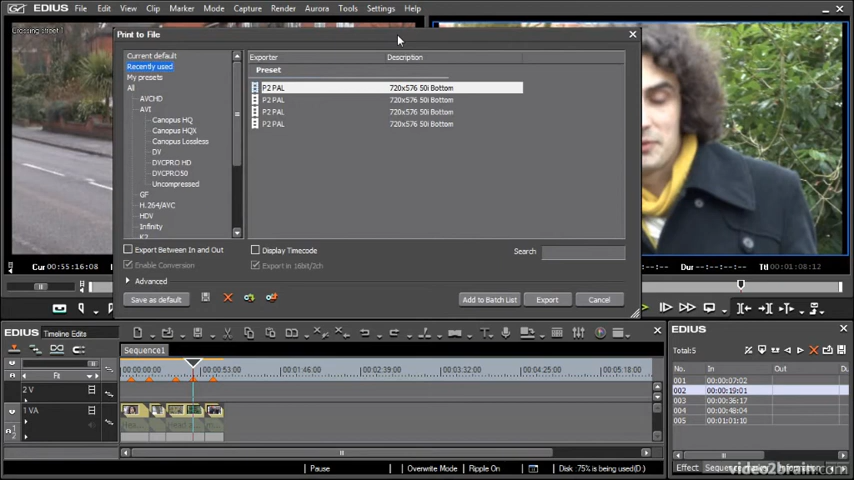 EDIUS File Edit View Clip Marker Mode Capture Render Aurora Tools Settings Help
Crossing street 1
Print to File
Current default
Recently used
My presets
All
AVCHD
AVI
Canopus HQ
Canopus HQX
Canopus Lossless
DV
DVCPRO HD
DVCPRO50
Uncompressed
GF
H.264/AVC
HDV
Infinity
K2
Exporter Description
Preset
P2 PAL 720x576 50i Bottom
P2 PAL 720x576 50i Bottom
P2 PAL 720x576 50i Bottom
P2 PAL 720x576 50i Bottom
Export Between In and Out Display Timecode Search
Enable Conversion Export in 16bit/2ch
Advanced
Save as default Add to Batch List Export Cancel
Cur 00:55:16:08 In --:--:--:-- Dur --:--:--:-- Ttl 00:01:08:12
EDIUS Timeline Edits
Sequence1
Fit
00:00:00:00 00:00:53:00 00:01:46:00 00:02:39:00 00:03:32:00 00:04:25:00 00:05:18:00
2 V
1 VA
Pause Overwrite Mode Ripple On Disk :75% is being used(D:)
EDIUS
Total:5
No. In Out
001 00:00:07:02
002 00:00:19:01
003 00:00:36:17
004 00:00:48:04
005 00:01:01:10
Effect
video2brain.com